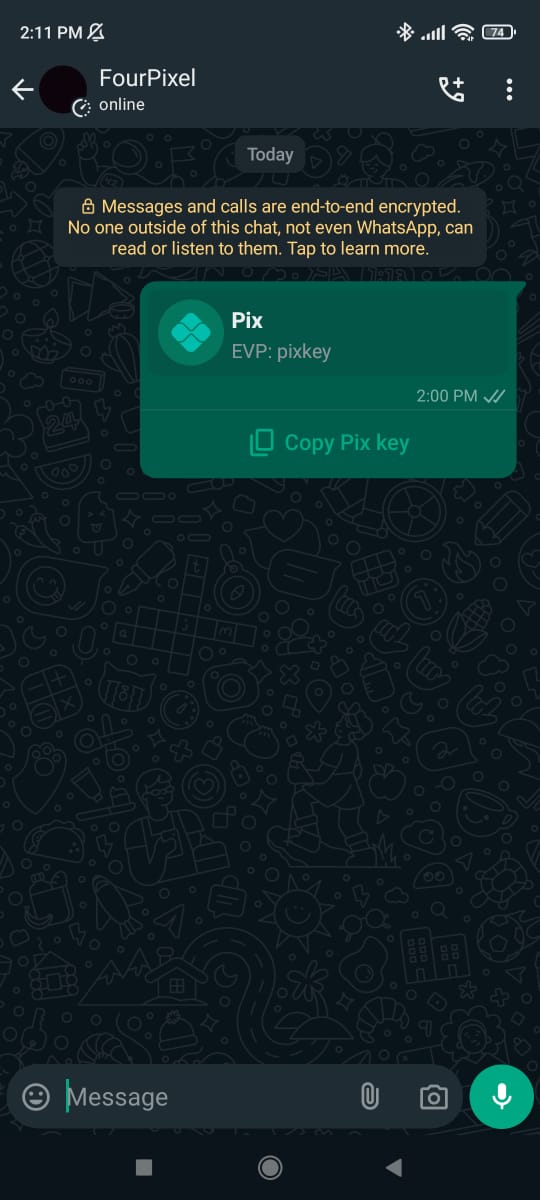 2:11 PM
74
FourPixel
online
Today
Messages and calls are end-to-end encrypted.
No one outside of this chat, not even WhatsApp, can
read or listen to them. Tap to learn more.
Pix
EVP: pixkey
2:00 PM
Copy Pix key
Message